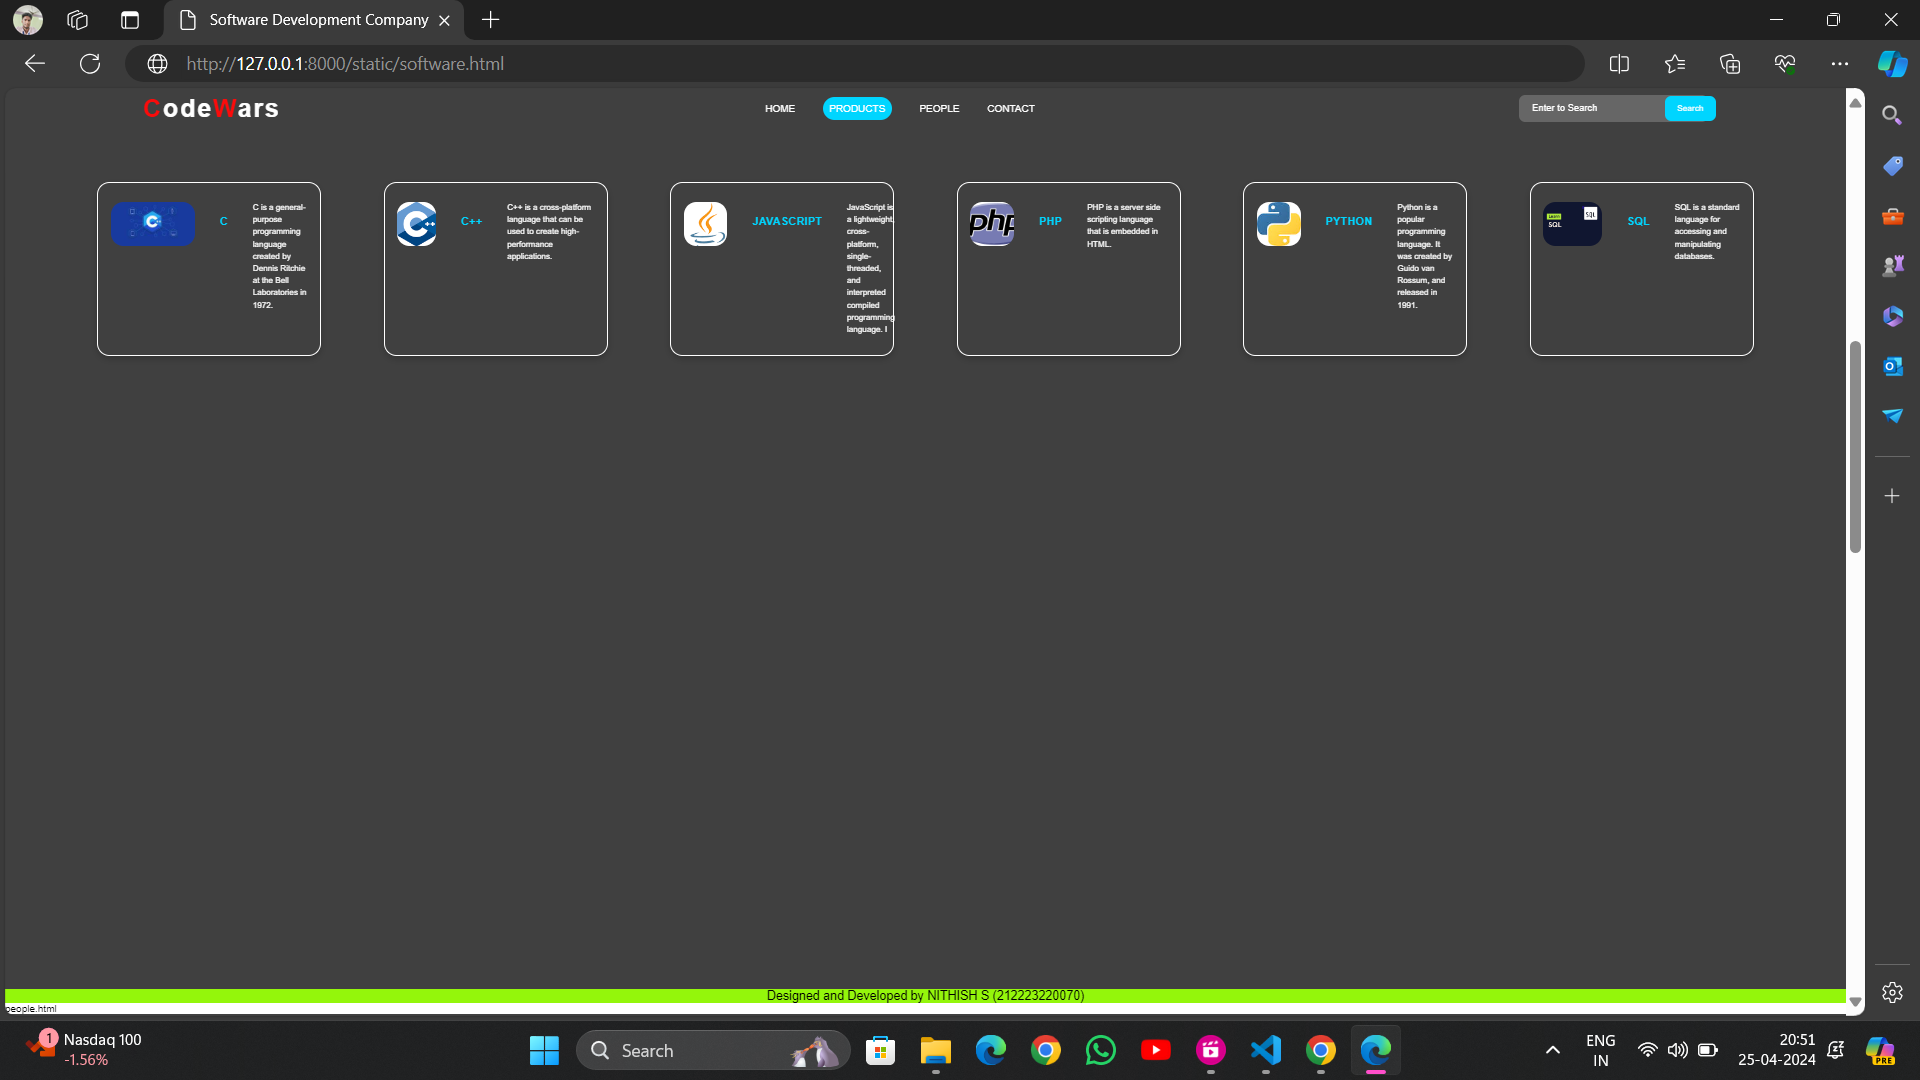 Software Development Company
http://127.0.0.1:8000/static/software.html
CodeWars
HOME
PRODUCTS
PEOPLE
CONTACT
Enter to Search
Search
C
C is a general-
purpose
programming
language
created by
Dennis Ritchie
at the Bell
Laboratories in
1972.
C++
C++ is a cross-platform
language that can be
used to create high-
performance
applications.
JAVASCRIPT
JavaScript is
a lightweight,
cross-
platform,
single-
threaded,
and
interpreted
compiled
programming
language. I
php
PHP
PHP is a server side
scripting language
that is embedded in
HTML.
PYTHON
Python is a
popular
programming
language. It
was created by
Guido van
Rossum, and
released in
1991.
SQL
SQL
SQL
SQL is a standard
language for
accessing and
manipulating
databases.
Designed and Developed by NITHISH S (212223220070)
people.html
1
Nasdaq 100
-1.56%
Search
ENG
IN
20:51
25-04-2024
PRE